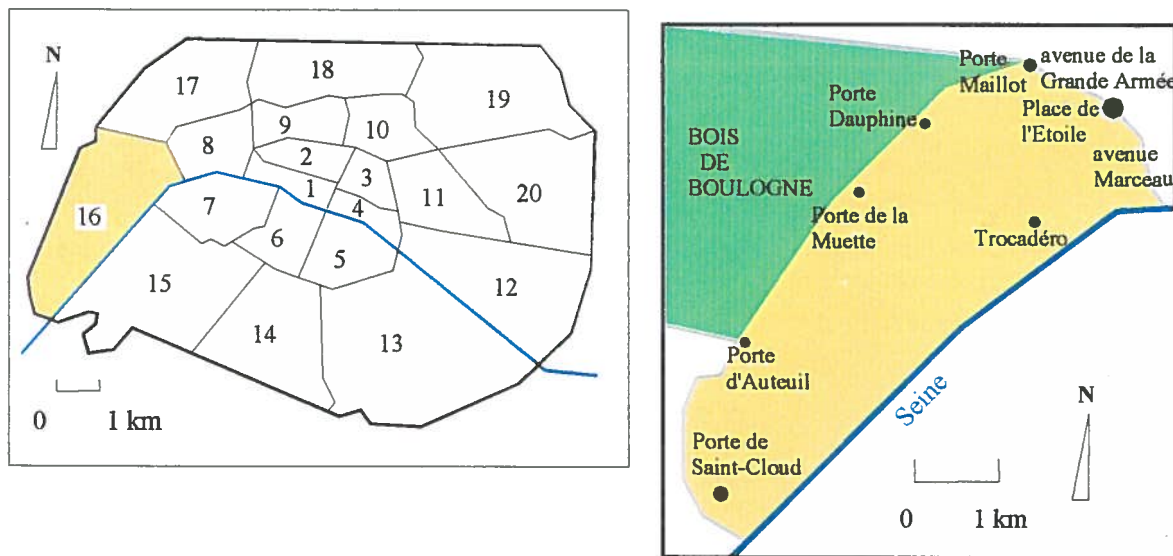 N
17
18
19
9
10
8
2
3
1
11
20
16
7
4
6
5
15
12
14
13
0 1 km
Porte
Maillot
avenue de la
Grande Armée
Porte
Dauphine
Place de
l'Etoile
BOIS
DE
BOULOGNE
avenue
Marceau
Porte de la
Muette
Trocadéro
Porte
d'Auteuil
Seine
N
Porte de
Saint-Cloud
0 1 km